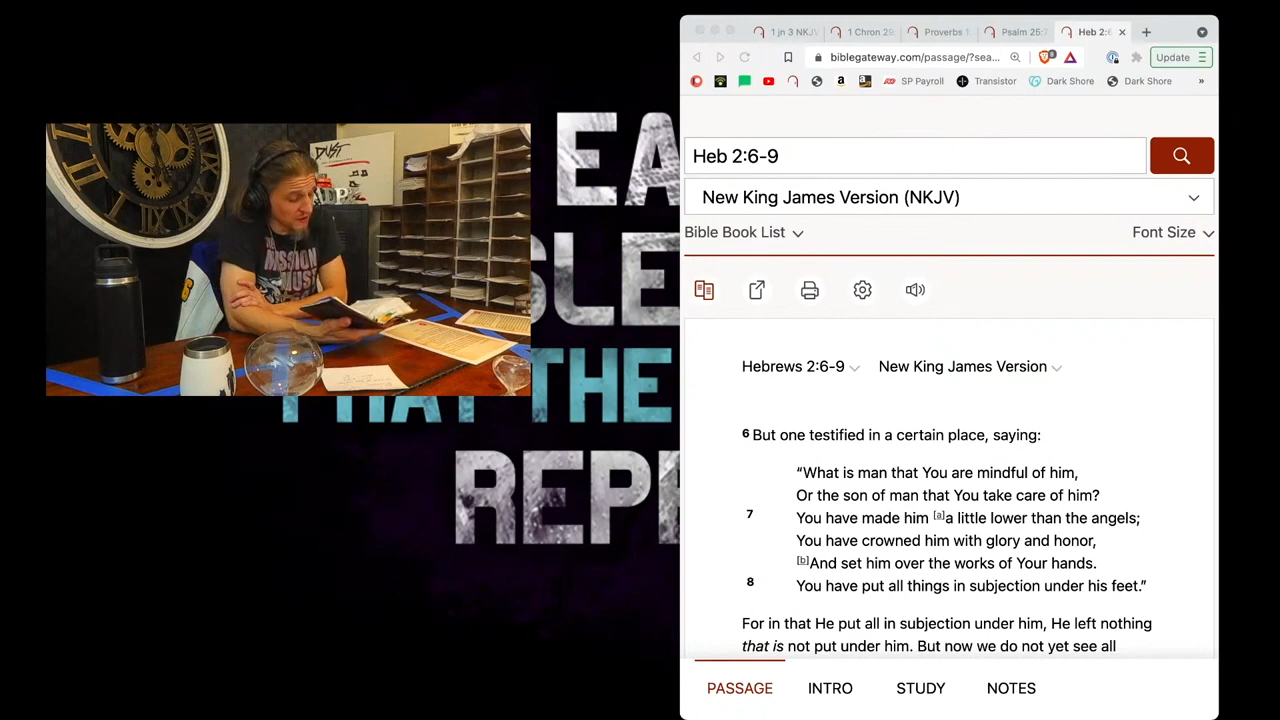 1 jn 3 NKJV
1 Chron 29:
Proverbs 1
Psalm 25:7
Heb 2:6
biblegateway.com/passage/?sea...
Update
SP Payroll
Transistor
Dark Shore
Dark Shore
»
Heb 2:6-9
New King James Version (NKJV)
Bible Book List
Font Size
Hebrews 2:6-9
New King James Version
6 But one testified in a certain place, saying:
“What is man that You are mindful of him,
Or the son of man that You take care of him?
7 You have made him [a]a little lower than the angels;
You have crowned him with glory and honor,
[b]And set him over the works of Your hands.
8 You have put all things in subjection under his feet.”
For in that He put all in subjection under him, He left nothing
that is not put under him. But now we do not yet see all
PASSAGE
INTRO
STUDY
NOTES
EA
SLE
THE
REP
DUST
MISSION
MUST